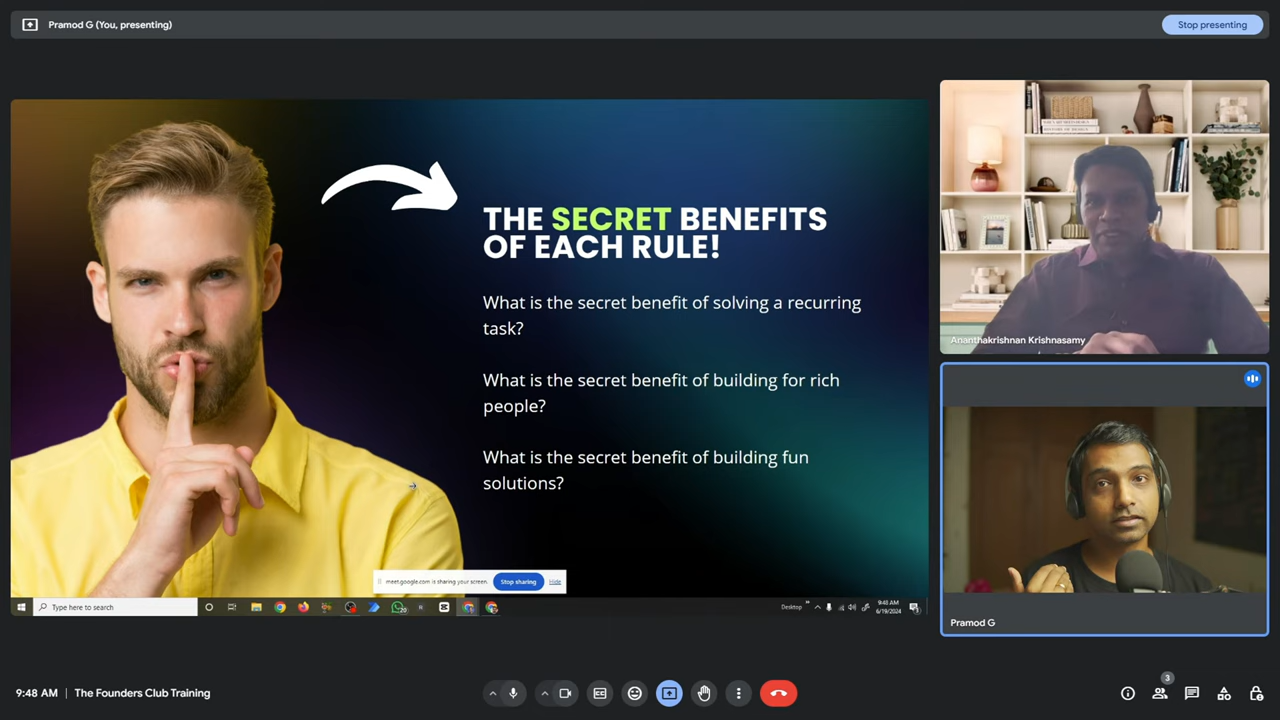 Pramod G (You, presenting)
Stop presenting
THE SECRET BENEFITS
OF EACH RULE!
What is the secret benefit of solving a recurring
task?
What is the secret benefit of building for rich
people?
What is the secret benefit of building fun
solutions?
meet.google.com is sharing your screen.
Stop sharing
Hide
Type here to search
Desktop
9:48 AM
6/19/2024
Ananthakrishnan Krishnasamy
Pramod G
9:48 AM | The Founders Club Training
3